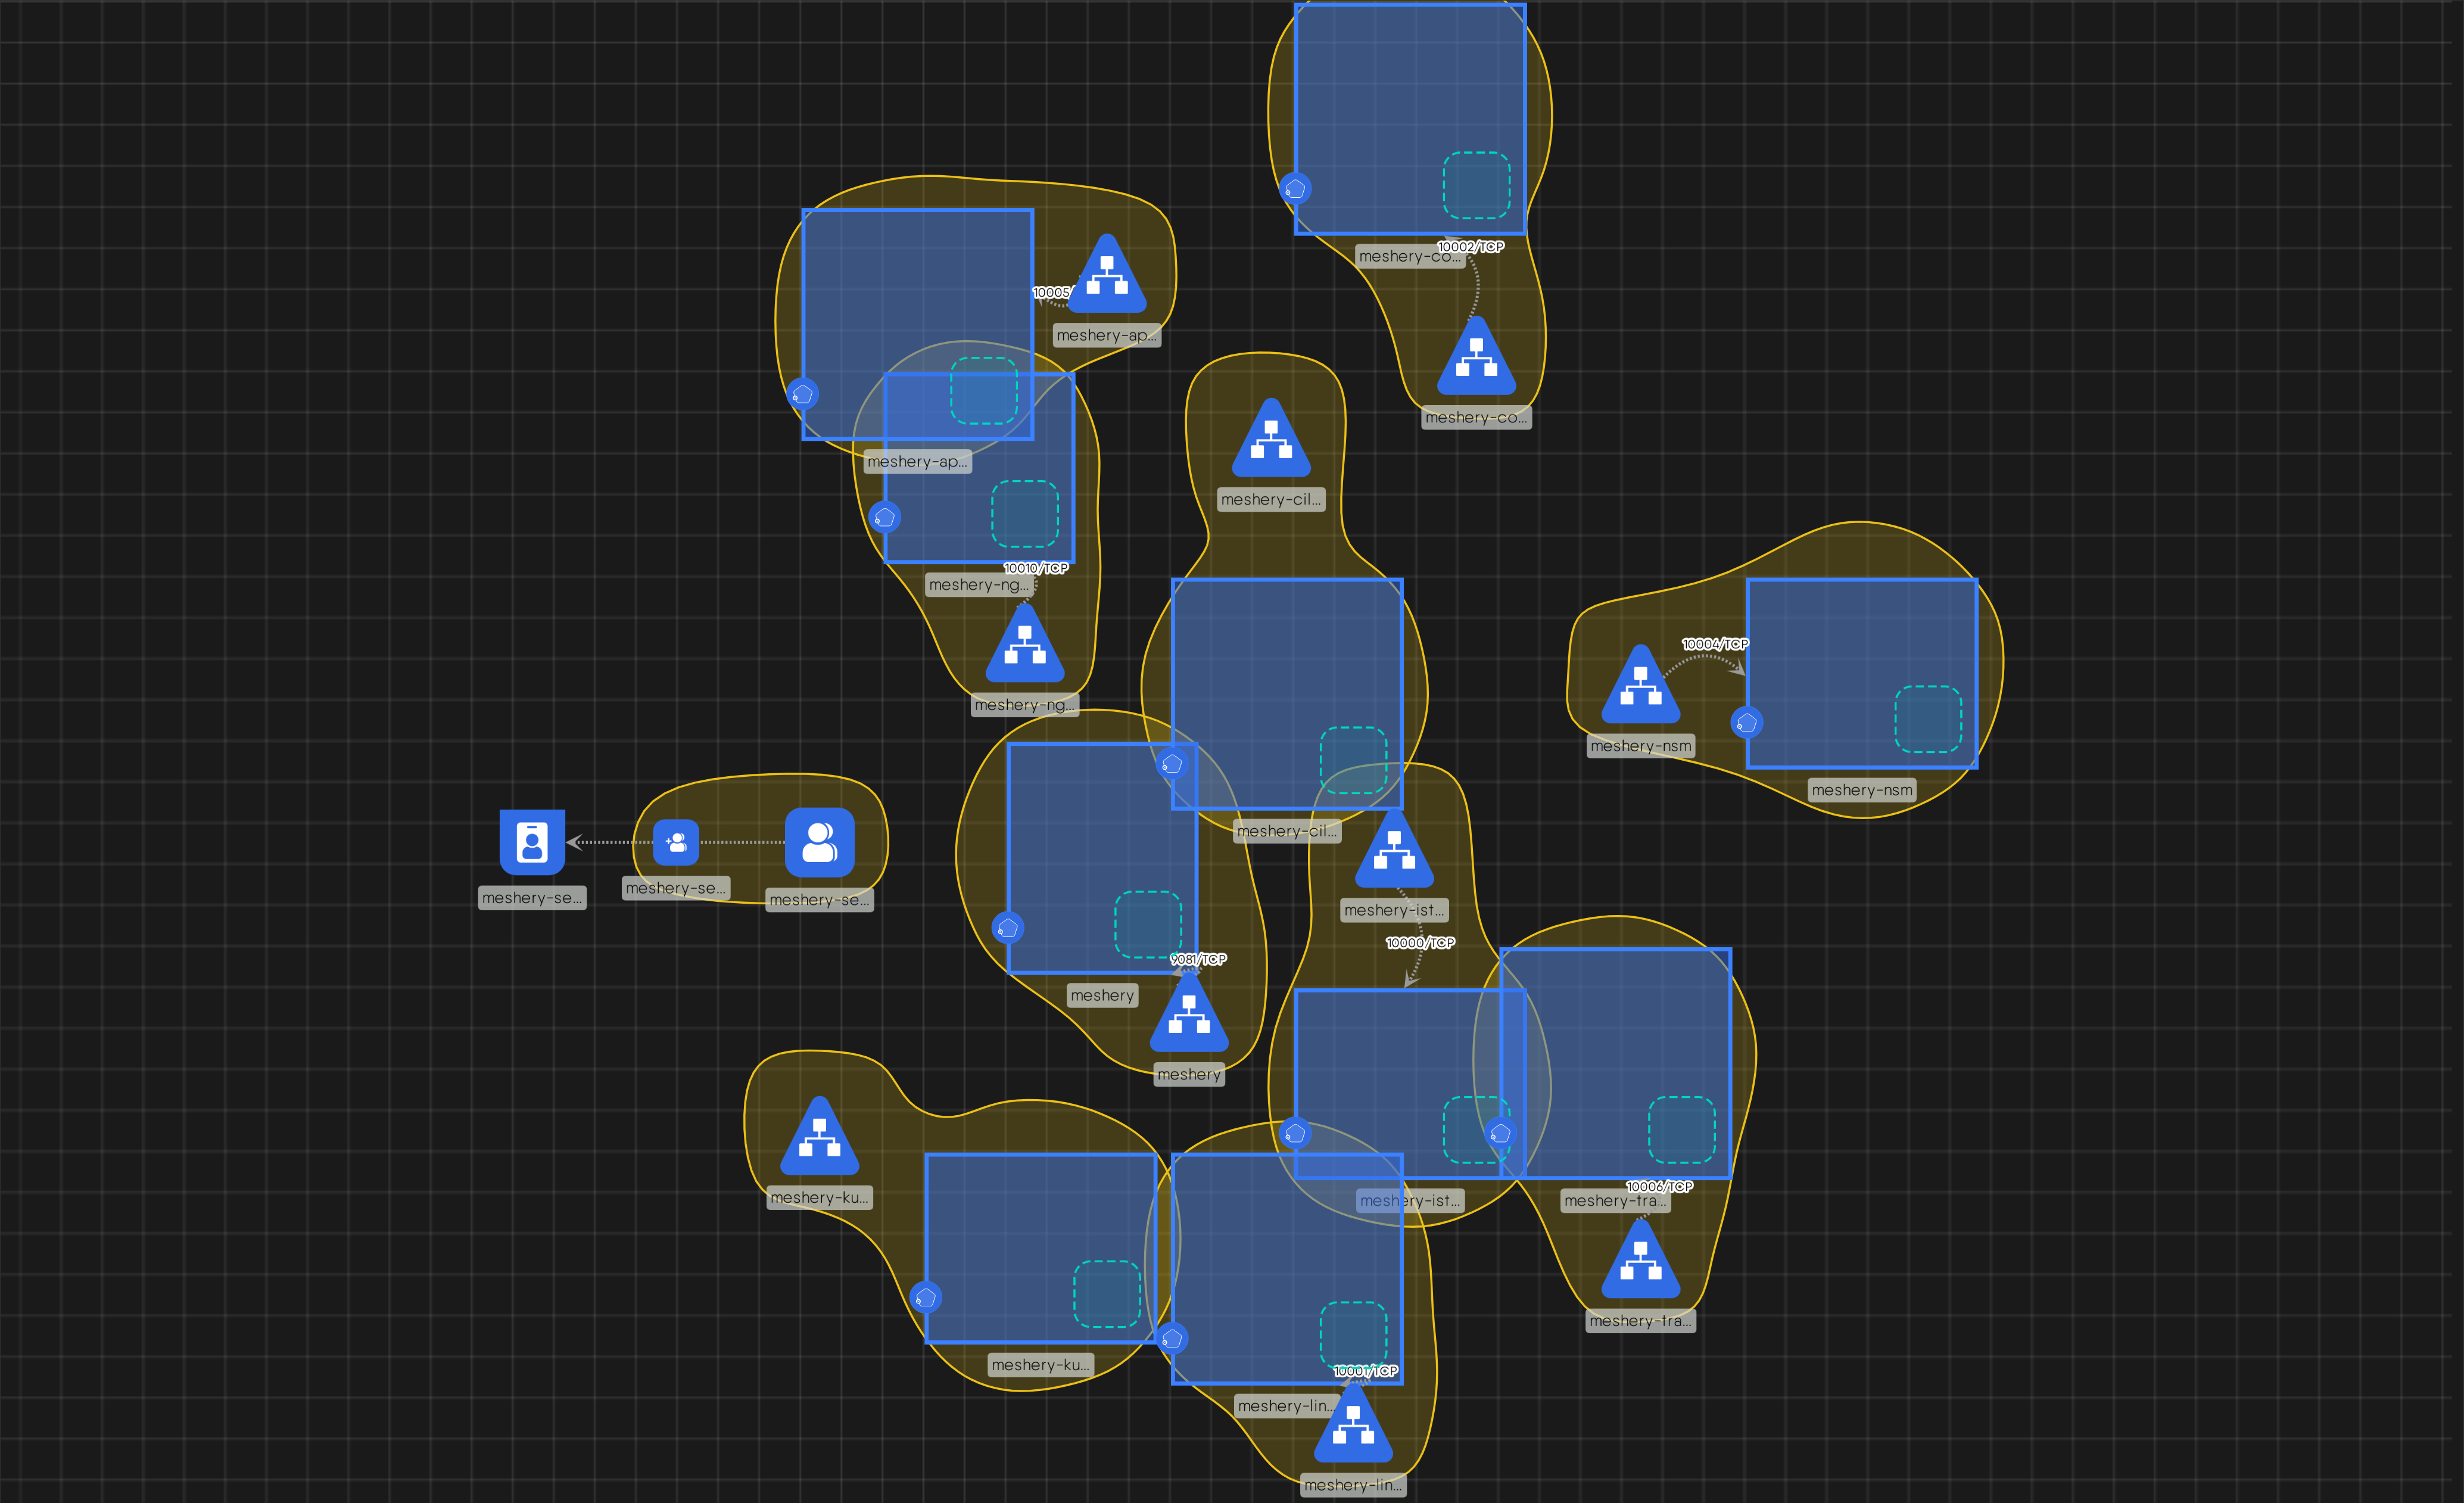 10002/TCP
meshery-co...
10005/
meshery-ap...
meshery-co...
meshery-ap...
meshery-cil...
10010/TCP
meshery-ng...
10004/TCP
meshery-ng...
meshery-nsm
meshery-nsm
meshery-cil...
meshery-se...
meshery-se...
meshery-se...
meshery-ist...
10000/TCP
9081/TCP
meshery
meshery
10006/TCP
meshery-ku...
meshery-ist...
meshery-tra...
meshery-tra...
meshery-ku...
10001/TCP
meshery-lin...
meshery-lin...